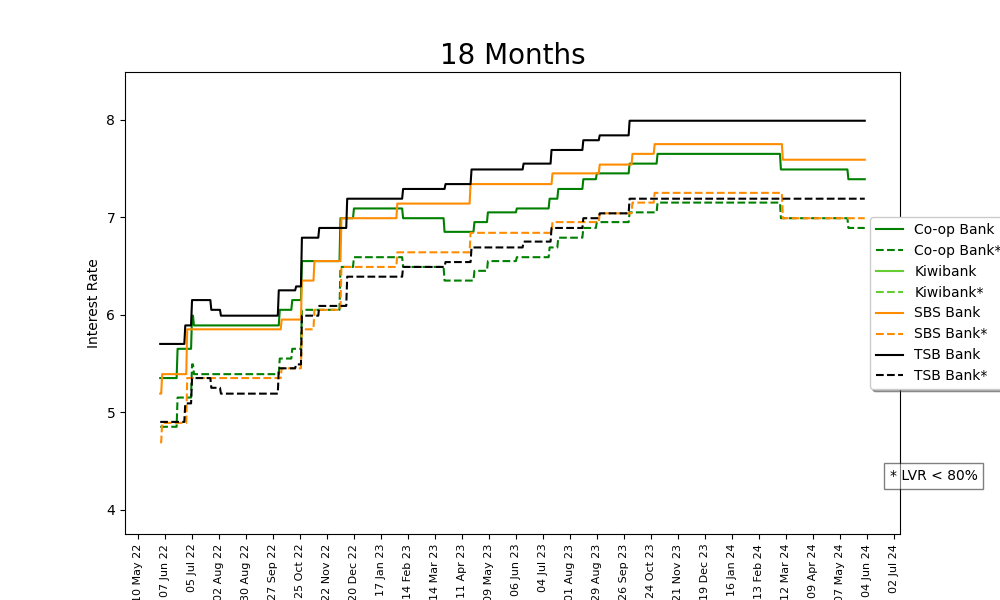 18 Months
Interest Rate
8
7
6
5
4
10 May 22
07 Jun 22
05 Jul 22
02 Aug 22
30 Aug 22
27 Sep 22
25 Oct 22
22 Nov 22
20 Dec 22
17 Jan 23
14 Feb 23
14 Mar 23
11 Apr 23
09 May 23
06 Jun 23
04 Jul 23
01 Aug 23
29 Aug 23
26 Sep 23
24 Oct 23
21 Nov 23
19 Dec 23
16 Jan 24
13 Feb 24
12 Mar 24
09 Apr 24
07 May 24
04 Jun 24
02 Jul 24
Co-op Bank
Co-op Bank*
Kiwibank
Kiwibank*
SBS Bank
SBS Bank*
TSB Bank
TSB Bank*
* LVR < 80%